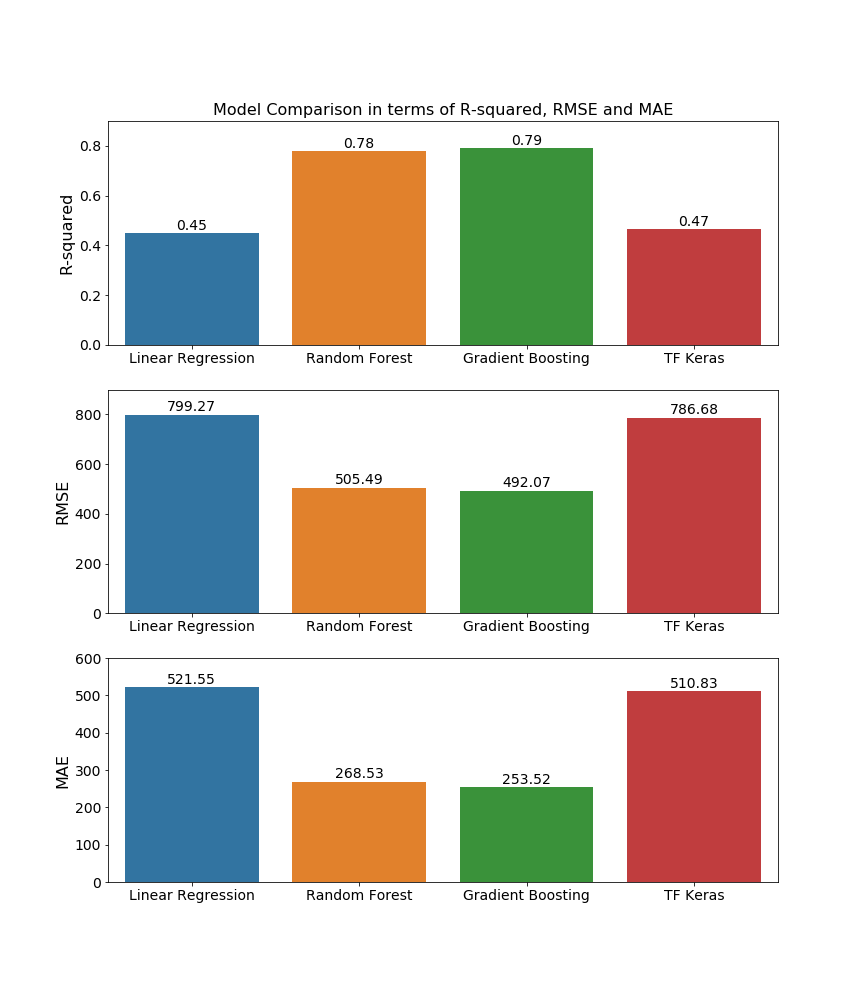 Model Comparison in terms of R-squared, RMSE and MAE
R-squared
0.8
0.6
0.4
0.2
0.0
0.45
0.78
0.79
0.47
Linear Regression
Random Forest
Gradient Boosting
TF Keras
RMSE
800
600
400
200
0
799.27
505.49
492.07
786.68
Linear Regression
Random Forest
Gradient Boosting
TF Keras
MAE
600
500
400
300
200
100
0
521.55
268.53
253.52
510.83
Linear Regression
Random Forest
Gradient Boosting
TF Keras